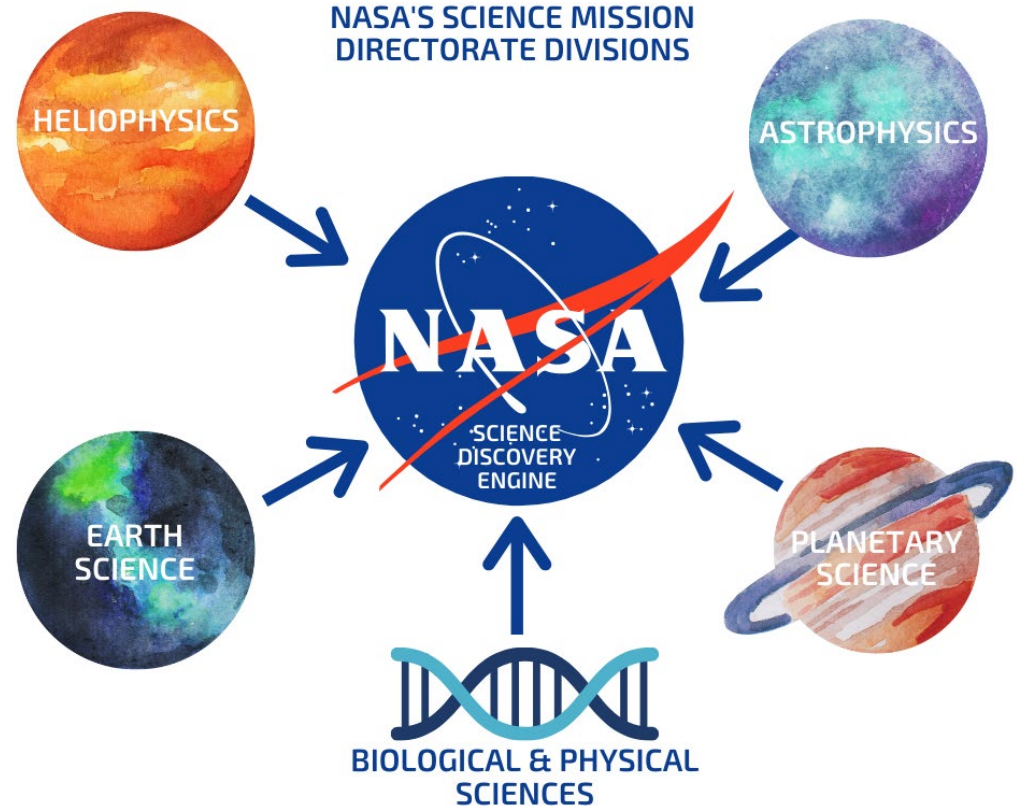 NASA'S SCIENCE MISSION
DIRECTORATE DIVISIONS
HELIOPHYSICS
ASTROPHYSICS
NASA
SCIENCE
DISCOVERY
ENGINE
EARTH
SCIENCE
PLANETARY
SCIENCE
BIOLOGICAL & PHYSICAL
SCIENCES